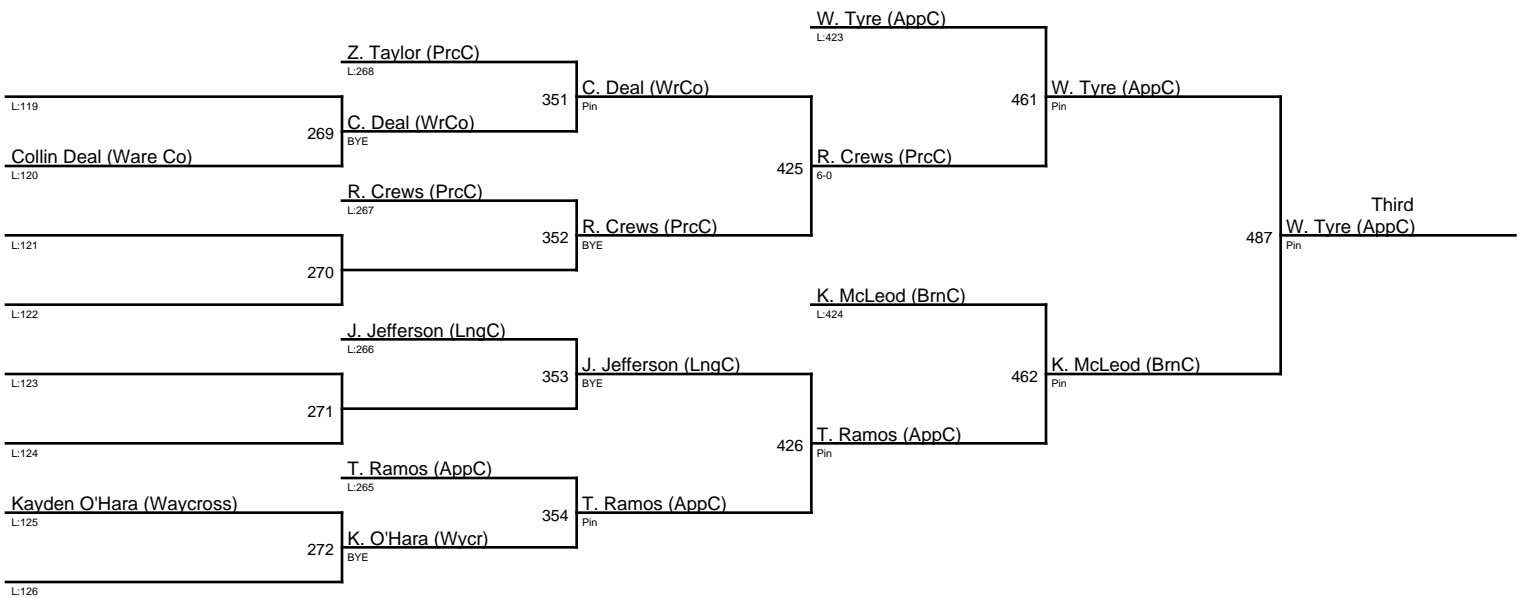 W. Tyre (AppC)
L:423
Z. Taylor (PrcC)
L:268
351
C. Deal (WrCo)
Pin
461
W. Tyre (AppC)
Pin
L:119
269
C. Deal (WrCo)
BYE
Collin Deal (Ware Co)
L:120
425
R. Crews (PrcC)
6-0
R. Crews (PrcC)
L:267
Third
L:121
352
R. Crews (PrcC)
BYE
487
W. Tyre (AppC)
Pin
270
L:122
K. McLeod (BrnC)
L:424
J. Jefferson (LngC)
L:266
L:123
353
J. Jefferson (LngC)
BYE
462
K. McLeod (BrnC)
Pin
271
L:124
426
T. Ramos (AppC)
Pin
T. Ramos (AppC)
L:265
Kayden O'Hara (Waycross)
L:125
354
T. Ramos (AppC)
Pin
272
K. O'Hara (Wycr)
BYE
L:126